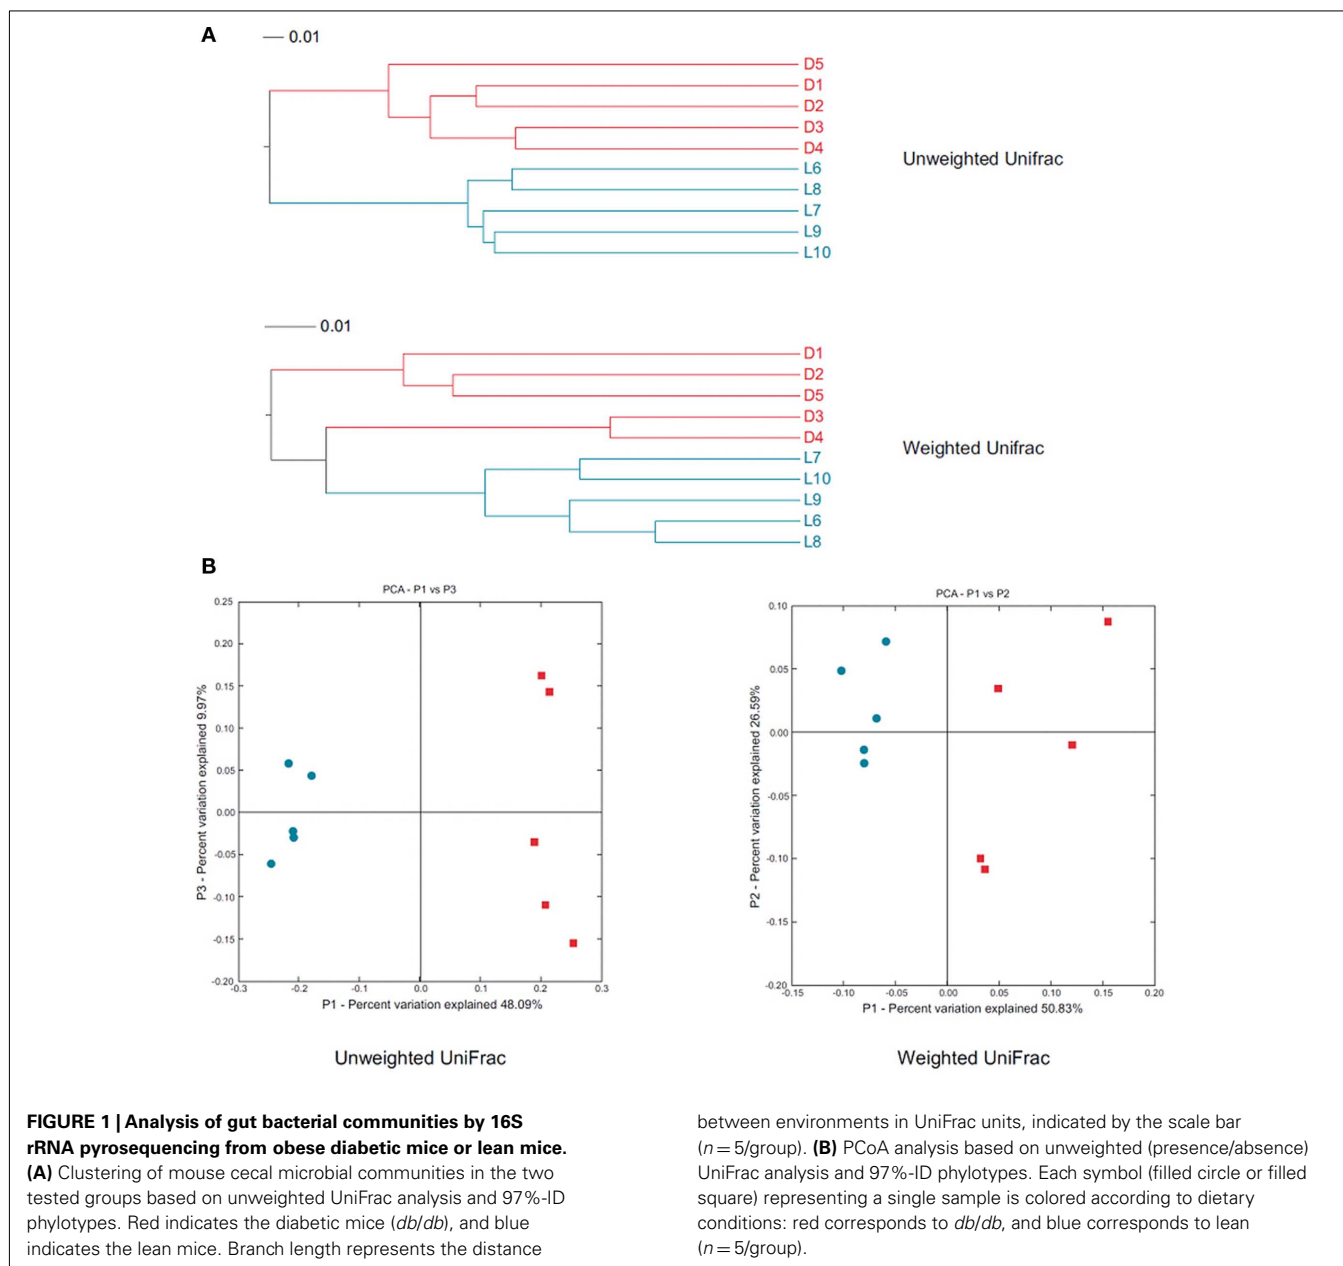 A
0.01
D5
D1
D2
D3
D4
L6
L8
L7
L9
L10
Unweighted Unifrac
0.01
D1
D2
D5
D3
D4
L7
L10
L9
L6
L8
Weighted Unifrac
B
PCA - P1 vs P3
0.25
0.20
0.15
0.10
0.05
0.00
-0.05
-0.10
-0.15
-0.20
P3 - Percent variation explained 9.97%
-0.3 -0.2 -0.1 0.0 0.1 0.2 0.3
P1 - Percent variation explained 48.09%
Unweighted UniFrac
PCA - P1 vs P2
0.10
0.05
0.00
-0.05
-0.10
-0.15
-0.20
P2 - Percent variation explained 26.59%
-0.15 -0.10 -0.05 0.00 0.05 0.10 0.15 0.20
P1 - Percent variation explained 50.83%
Weighted UniFrac
FIGURE 1 | Analysis of gut bacterial communities by 16S
rRNA pyrosequencing from obese diabetic mice or lean mice.
(A) Clustering of mouse cecal microbial communities in the two
tested groups based on unweighted UniFrac analysis and 97%-ID
phylotypes. Red indicates the diabetic mice (db/db), and blue
indicates the lean mice. Branch length represents the distance
between environments in UniFrac units, indicated by the scale bar
(n = 5/group). (B) PCoA analysis based on unweighted (presence/absence)
UniFrac analysis and 97%-ID phylotypes. Each symbol (filled circle or filled
square) representing a single sample is colored according to dietary
conditions: red corresponds to db/db, and blue corresponds to lean
(n = 5/group).